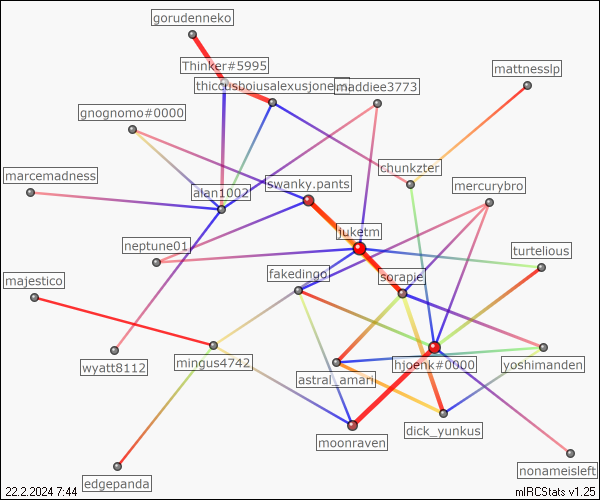 gorudenneko
Thinker#5995
mattnesslp
thiccusboiusalexusjone
maddiee3773
gnognomo#0000
chunkzter
marcemadness
swanky.pants
mercurybro
alan1002
juketm
neptune01
turtelious
fakedingo
sorapie
majestico
wyatt8112
mingus4742
hjoenk#0000
yoshimanden
astral_amari
dick_yunkus
moonraven
nonameisleft
edgepanda
22.2.2024 7:44
mIRCStats v1.25